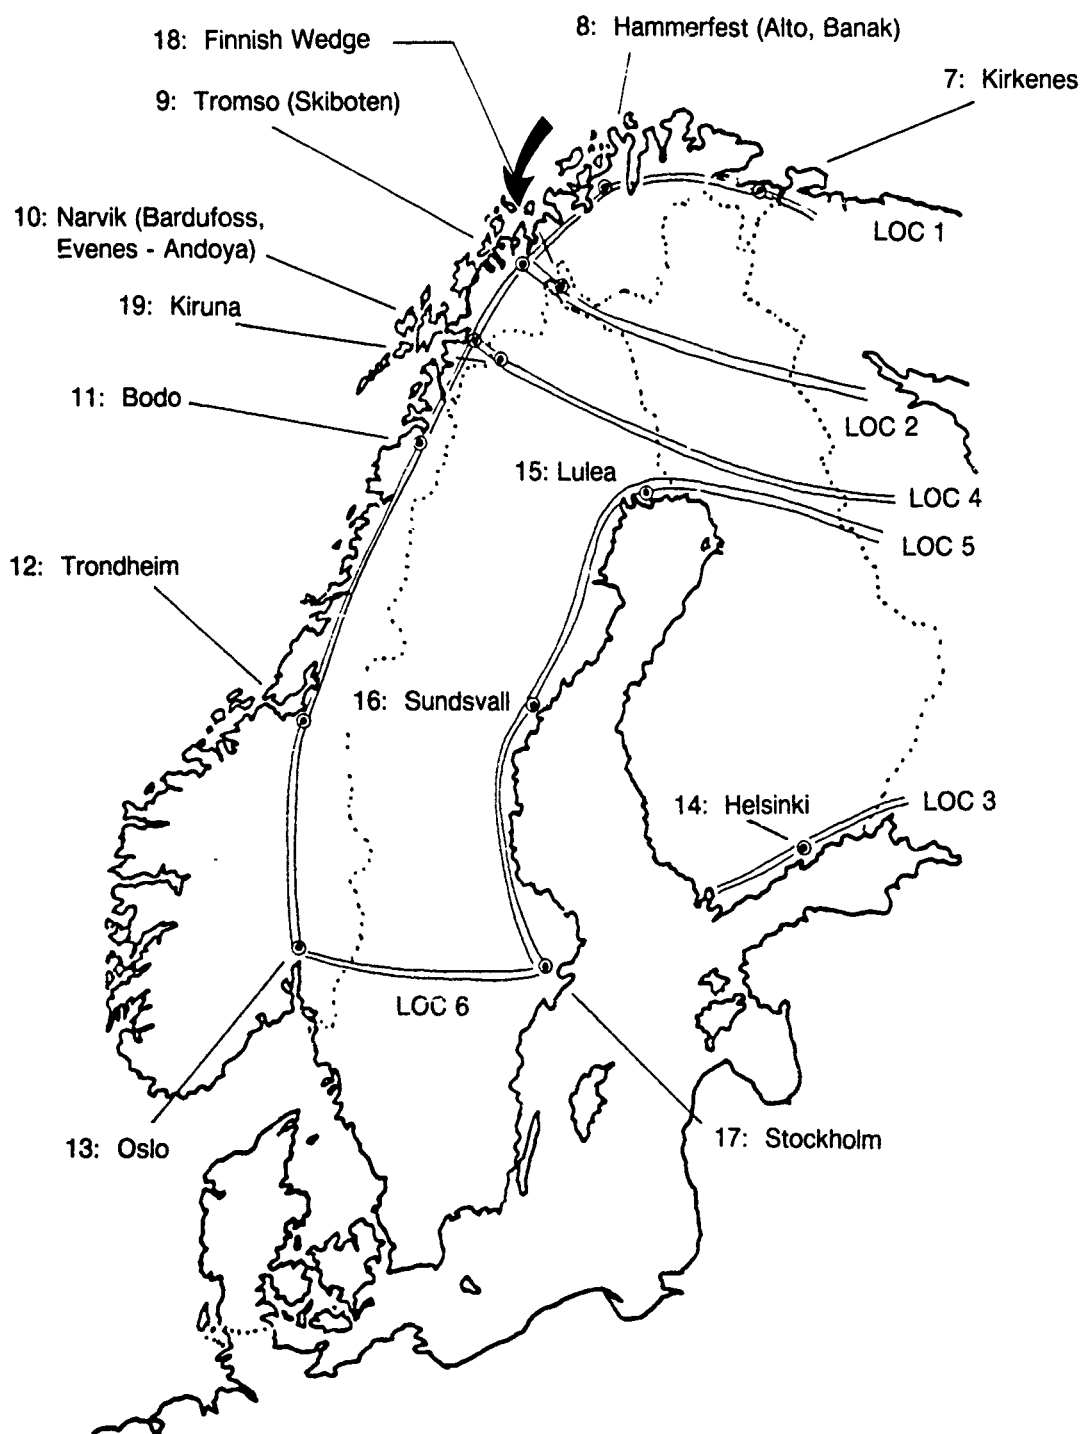 8: Hammerfest (Alto, Banak)
18: Finnish Wedge
7: Kirkenes
9: Tromso (Skiboten)
10: Narvik (Bardufoss,
Evenes - Andoya)
LOC 1
19: Kiruna
11: Bodo
LOC 2
15: Lulea
LOC 4
LOC 5
12: Trondheim
16: Sundsvall
14: Helsinki
LOC 3
LOC 6
13: Oslo
17: Stockholm